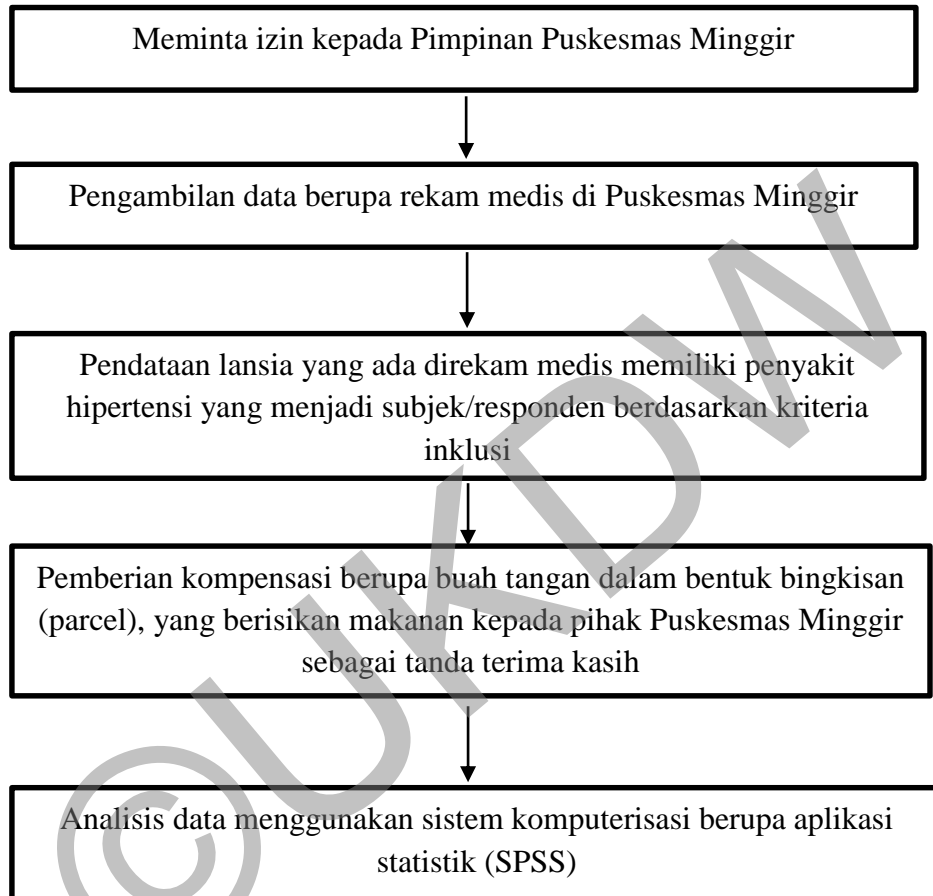 Meminta izin kepada Pimpinan Puskesmas Minggir
Pengambilan data berupa rekam medis di Puskesmas Minggir
Pendataan lansia yang ada direkam medis memiliki penyakit
hipertensi yang menjadi subjek/responden berdasarkan kriteria
inklusi
Pemberian kompensasi berupa buah tangan dalam bentuk bingkisan
(parcel), yang berisikan makanan kepada pihak Puskesmas Minggir
sebagai tanda terima kasih
Analisis data menggunakan sistem komputerisasi berupa aplikasi
statistik (SPSS)
©UKDW